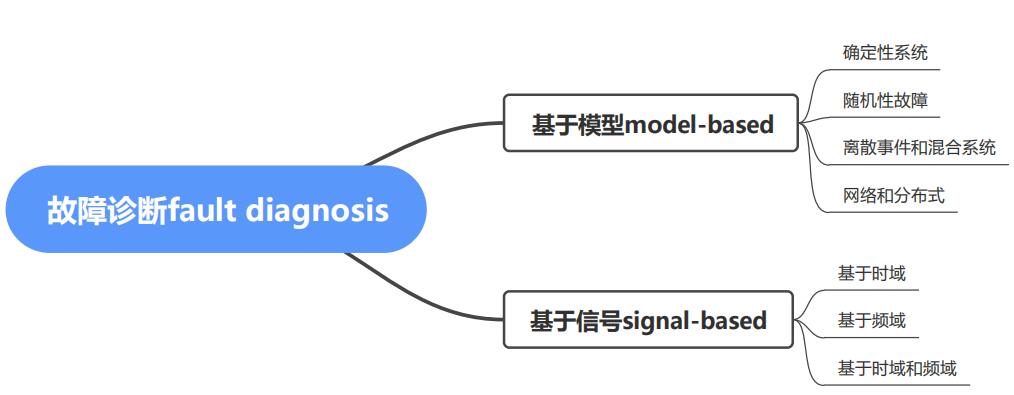 故障诊断fault diagnosis
基于模型model-based
确定性系统
随机性故障
离散事件和混合系统
网络和分布式
基于信号signal-based
基于时域
基于频域
基于时域和频域